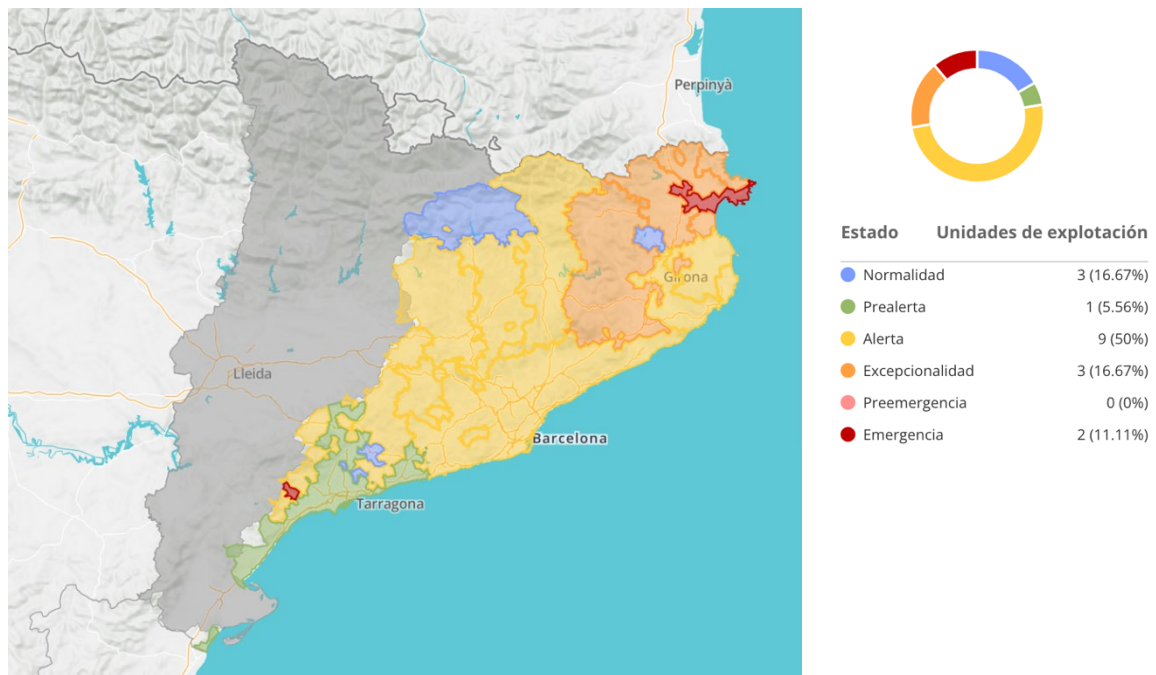 Perpinyà
Girona
Lleida
Barcelona
Tarragona
Estado Unidades de explotación
Normalidad 3 (16.67%)
Prealerta 1 (5.56%)
Alerta 9 (50%)
Excepcionalidad 3 (16.67%)
Preemergencia 0 (0%)
Emergencia 2 (11.11%)